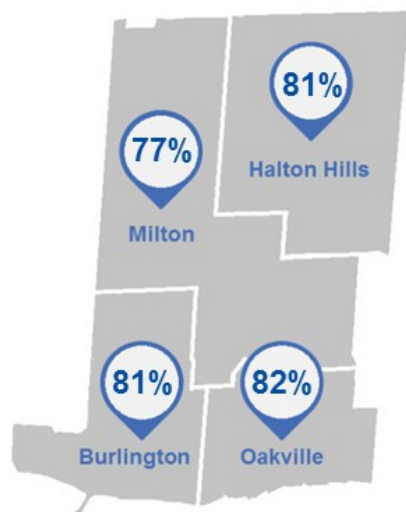 81%
Halton Hills
77%
Milton
81%
Burlington
82%
Oakville